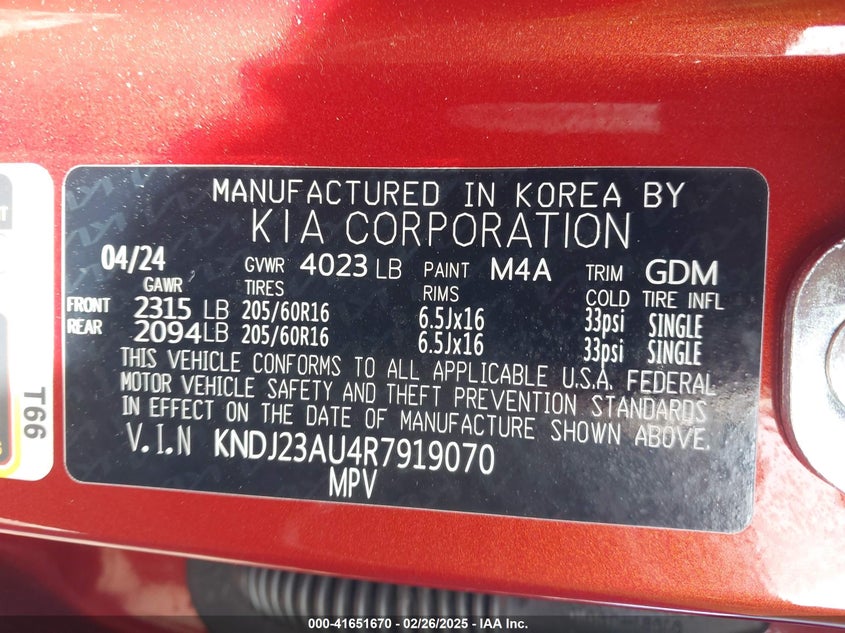 MANUFACTURED IN KOREA BY
KIA CORPORATION
04/24 GVWR 4023 LB PAINT M4A TRIM GDM
GAWR TIRES RIMS COLD TIRE INFL
FRONT 2315 LB 205/60R16 6.5Jx16 33psi SINGLE
REAR 2094 LB 205/60R16 6.5Jx16 33psi SINGLE
THIS VEHICLE CONFORMS TO ALL APPLICABLE U.S.A. FEDERAL
MOTOR VEHICLE SAFETY AND THEFT PREVENTION STANDARDS
IN EFFECT ON THE DATE OF MANUFACTURE SHOWN ABOVE.
V.I.N KNDJ23AU4R7919070
MPV
T66
000-41651670 - 02/26/2025 - IAA Inc.